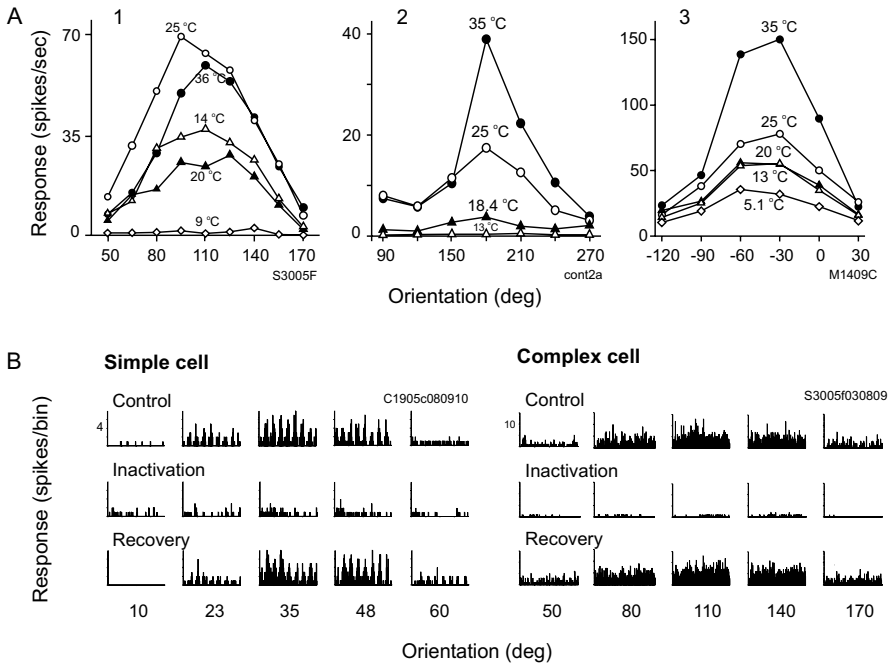 A
1
2
3
Response (spikes/sec)
70
35
0
25 °C
36 °C
14 °C
20 °C
9 °C
50 80 110 140 170
S3005F
40
20
0
35 °C
25 °C
18.4 °C
13 °C
90 150 210 270
cont2a
150
100
50
0
35 °C
25 °C
20 °C
13 °C
5.1 °C
-120 -90 -60 -30 0 30
M1409C
Orientation (deg)
B
Simple cell
Complex cell
Response (spikes/bin)
Control
C1905c080910
4
Inactivation
Recovery
10 23 35 48 60
Control
S3005f030809
10
Inactivation
Recovery
50 80 110 140 170
Orientation (deg)